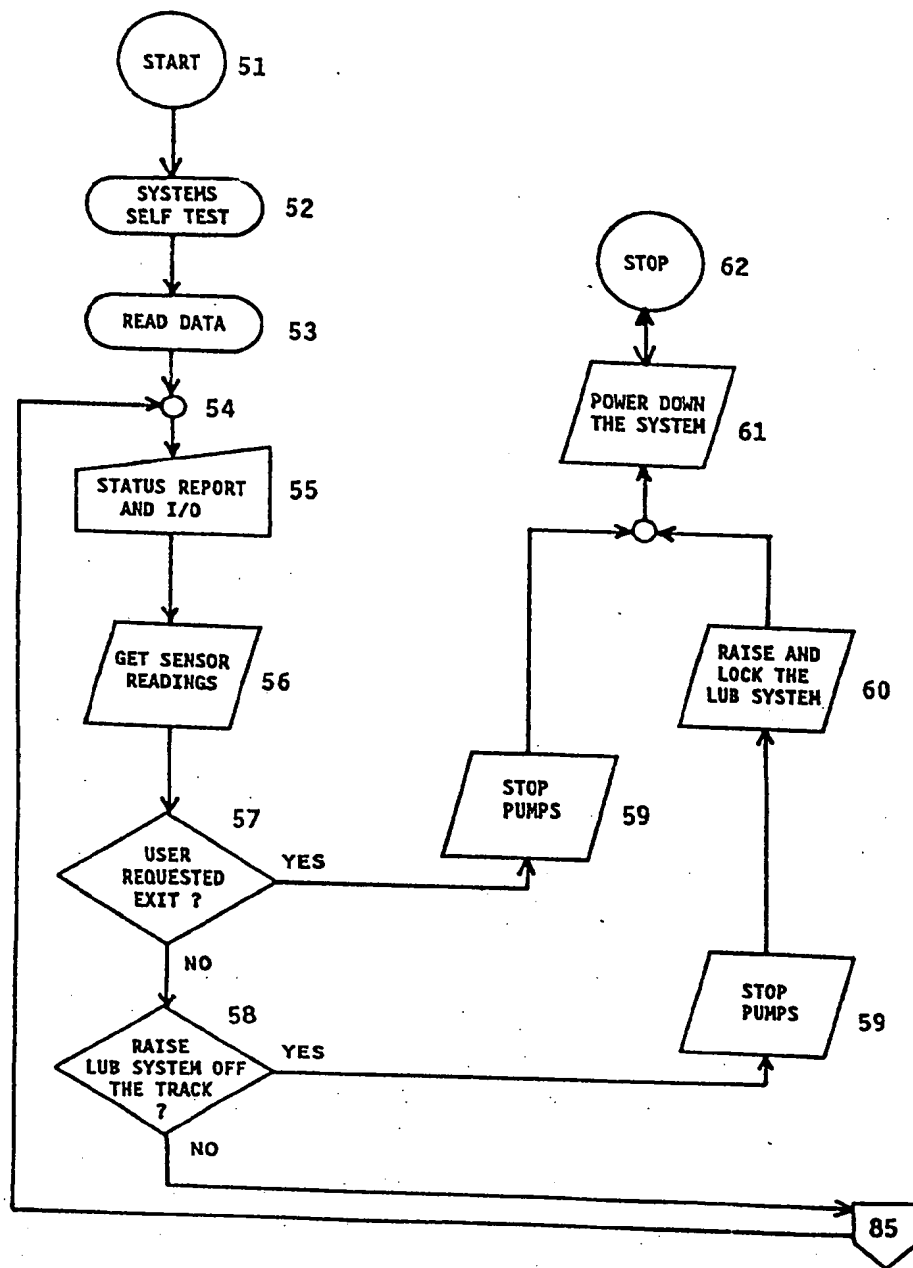 START 51
SYSTEMS
SELF TEST 52
READ DATA 53
54
STATUS REPORT
AND I/O 55
GET SENSOR
READINGS 56
57
USER
REQUESTED
EXIT ?
YES
NO
58
RAISE
LUB SYSTEM OFF
THE TRACK
?
YES
NO
STOP
PUMPS 59
STOP
PUMPS 59
RAISE AND
LOCK THE
LUB SYSTEM 60
POWER DOWN
THE SYSTEM 61
STOP 62
85